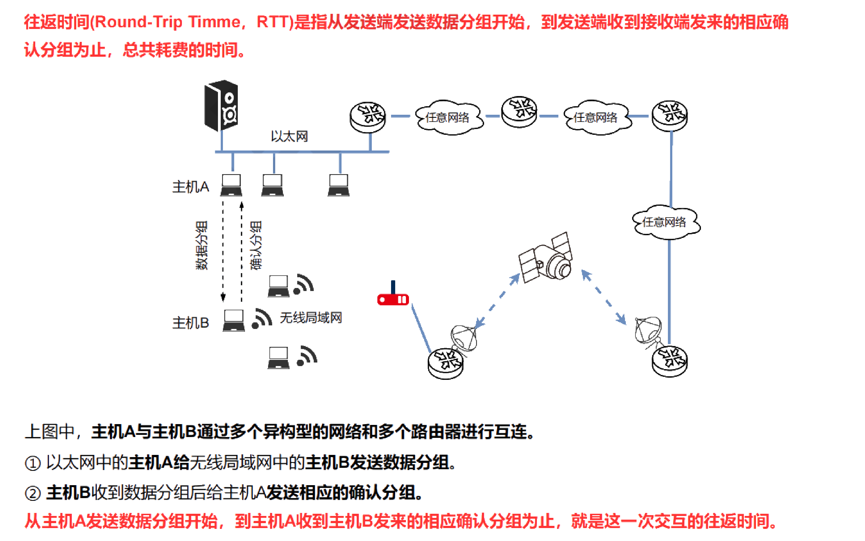 往返时间(Round-Trip Timme，RTT)是指从发送端发送数据分组开始，到发送端收到接收端发来的相应确
认分组为止，总共耗费的时间。
任意网络
任意网络
以太网
主机A
数据分组
确认分组
任意网络
主机B
无线局域网
上图中，主机A与主机B通过多个异构型的网络和多个路由器进行互连。
① 以太网中的主机A给无线局域网中的主机B发送数据分组。
② 主机B收到数据分组后给主机A发送相应的确认分组。
从主机A发送数据分组开始，到主机A收到主机B发来的相应确认分组为止，就是这一次交互的往返时间。